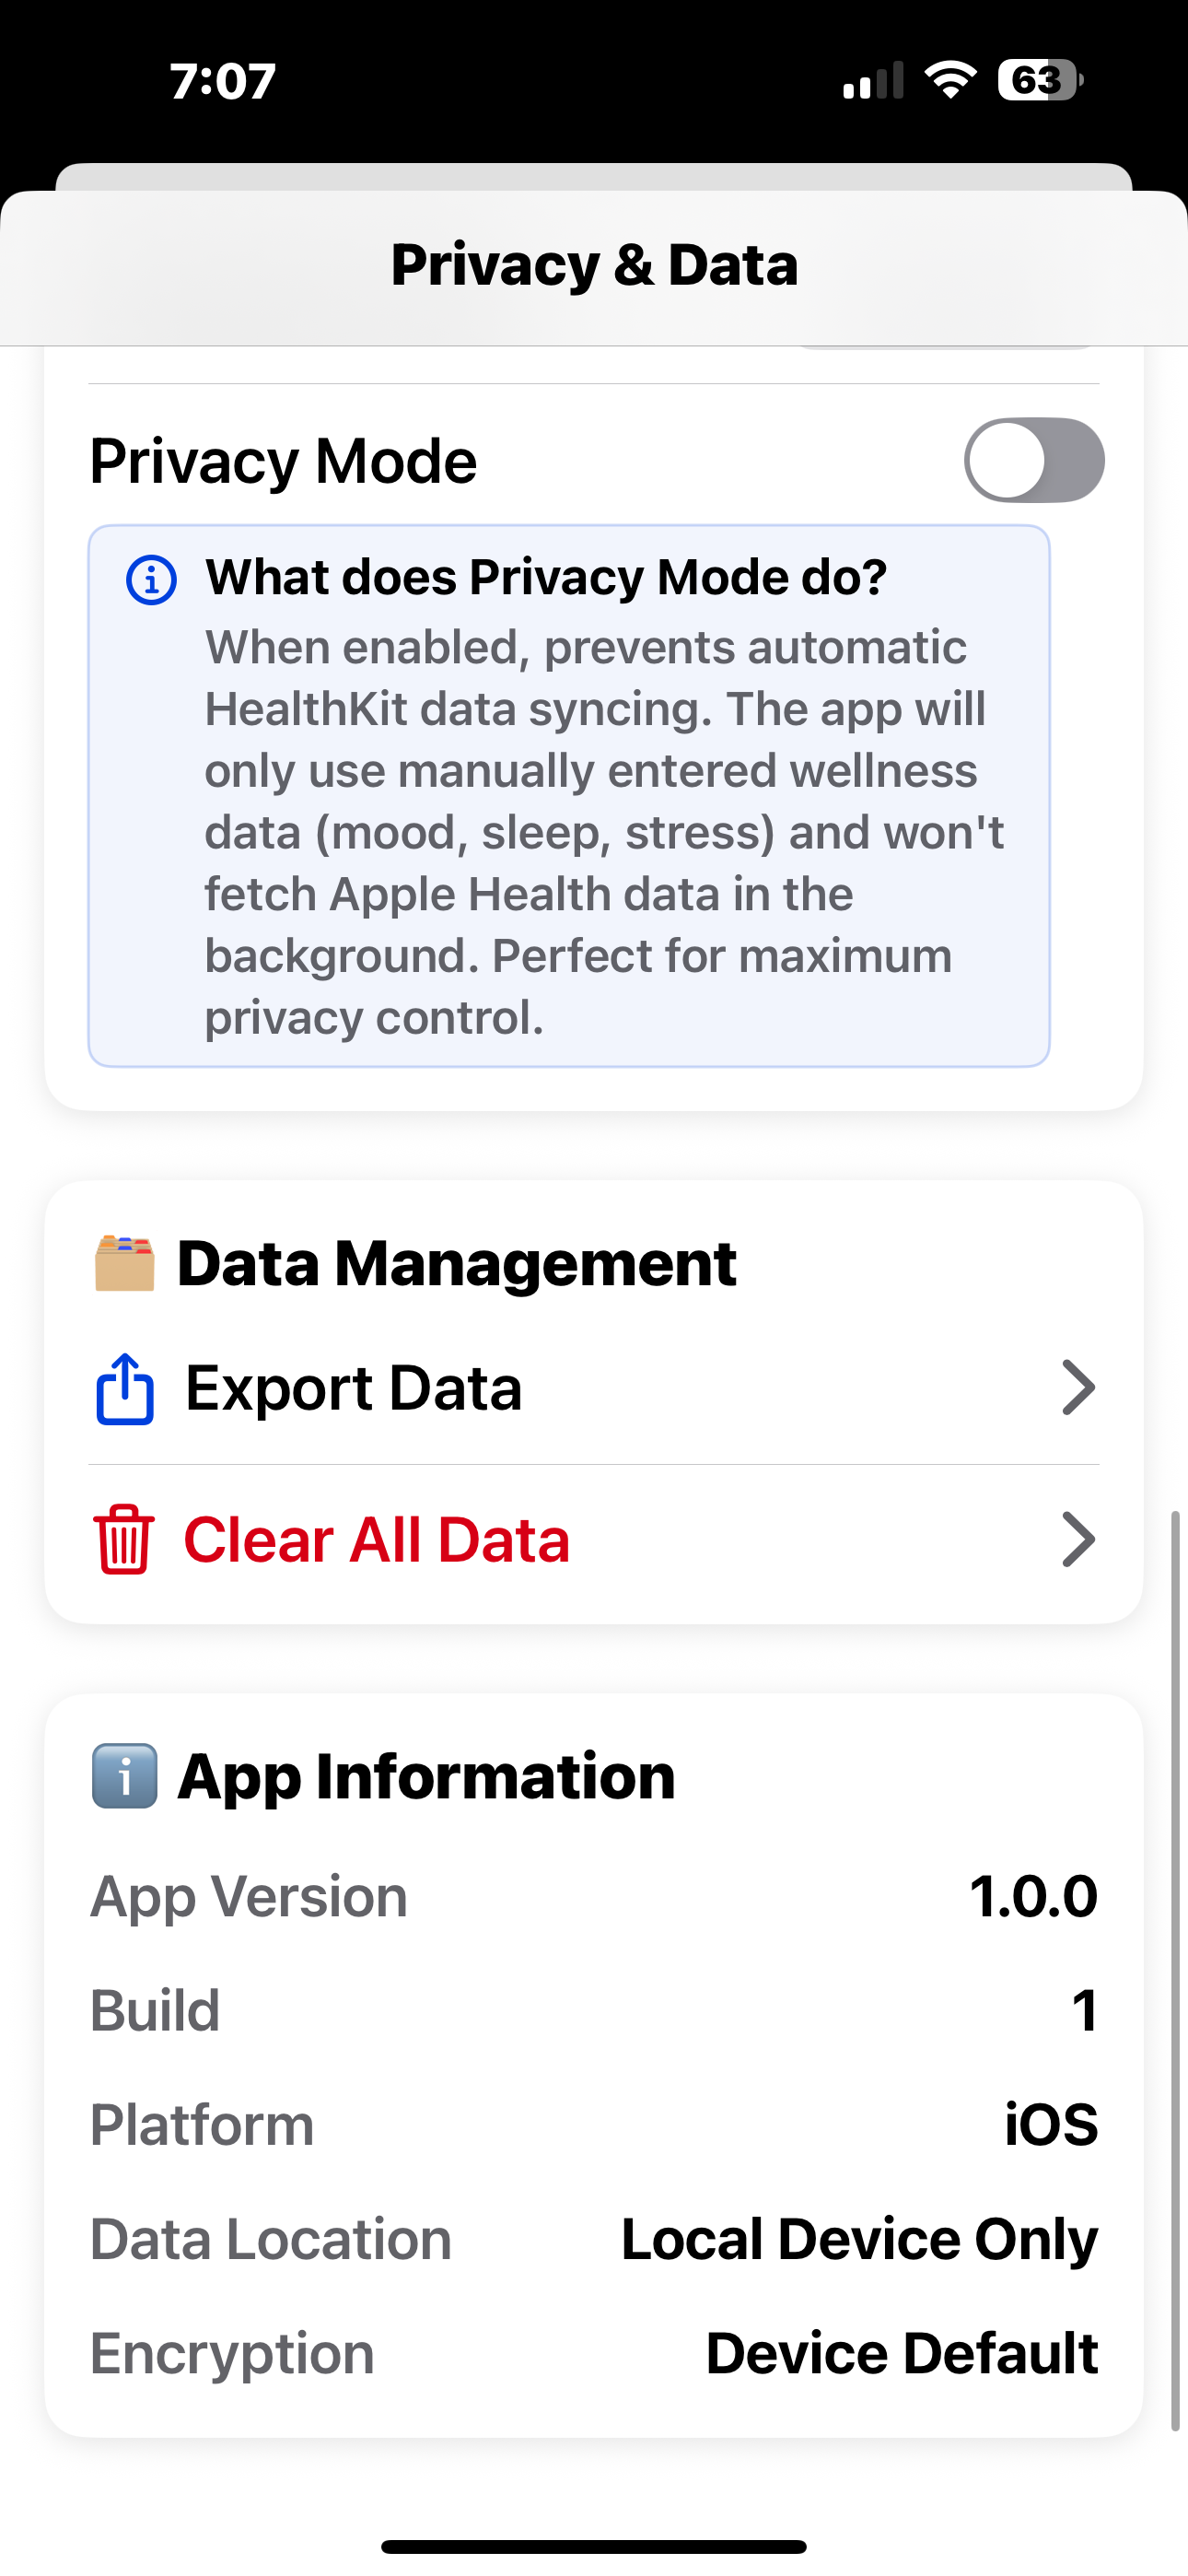 7:07
63
Privacy & Data
Privacy Mode
What does Privacy Mode do?
When enabled, prevents automatic
HealthKit data syncing. The app will
only use manually entered wellness
data (mood, sleep, stress) and won't
fetch Apple Health data in the
background. Perfect for maximum
privacy control.
Data Management
Export Data
Clear All Data
App Information
App Version 1.0.0
Build 1
Platform iOS
Data Location Local Device Only
Encryption Device Default